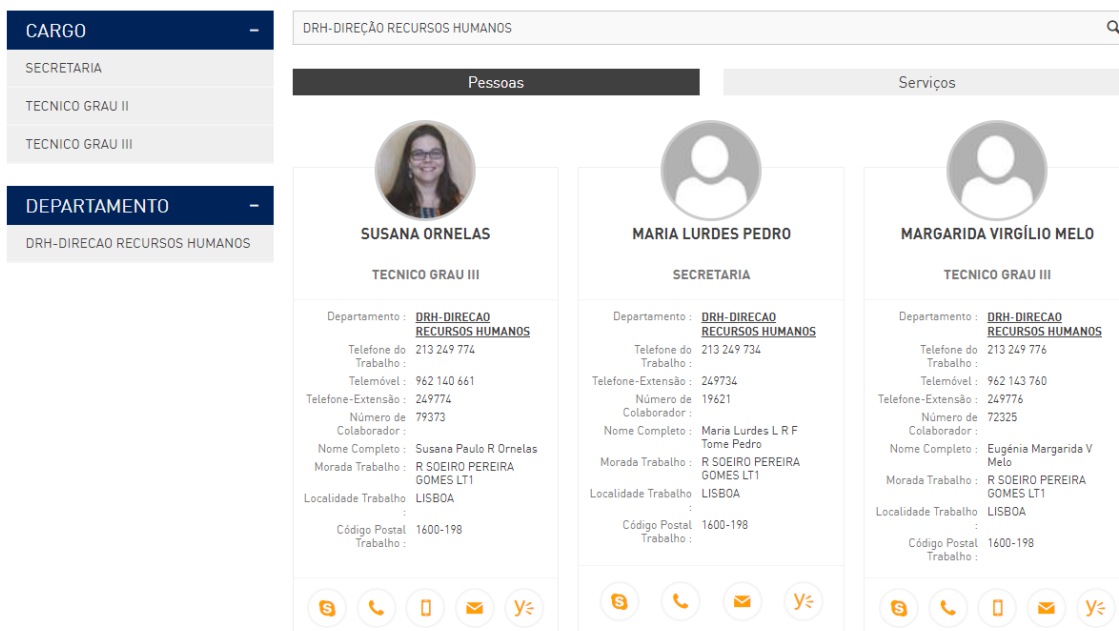 CARGO
SECRETARIA
TECNICO GRAU II
TECNICO GRAU III
DEPARTAMENTO
DRH-DIRECAO RECURSOS HUMANOS
DRH-DIREÇÃO RECURSOS HUMANOS
Pessoas
Serviços
SUSANA ORNELAS
TECNICO GRAU III
Departamento : DRH-DIRECAO
RECURSOS HUMANOS
Telefone do 213 249 774
Trabalho :
Telemóvel : 962 140 661
Telefone-Extensão : 249774
Número de 79373
Colaborador :
Nome Completo : Susana Paulo R Ornelas
Morada Trabalho : R SOEIRO PEREIRA
GOMES LT1
Localidade Trabalho LISBOA
:
Código Postal 1600-198
Trabalho :
MARIA LURDES PEDRO
SECRETARIA
Departamento : DRH-DIRECAO
RECURSOS HUMANOS
Telefone do 213 249 734
Trabalho :
Telefone-Extensão : 249734
Número de 19621
Colaborador :
Nome Completo : Maria Lurdes L R F
Tome Pedro
Morada Trabalho : R SOEIRO PEREIRA
GOMES LT1
Localidade Trabalho LISBOA
:
Código Postal 1600-198
Trabalho :
MARGARIDA VIRGÍLIO MELO
TECNICO GRAU III
Departamento : DRH-DIRECAO
RECURSOS HUMANOS
Telefone do 213 249 776
Trabalho :
Telemóvel : 962 143 760
Telefone-Extensão : 249776
Número de 72325
Colaborador :
Nome Completo : Eugénia Margarida V
Melo
Morada Trabalho : R SOEIRO PEREIRA
GOMES LT1
Localidade Trabalho LISBOA
:
Código Postal 1600-198
Trabalho :